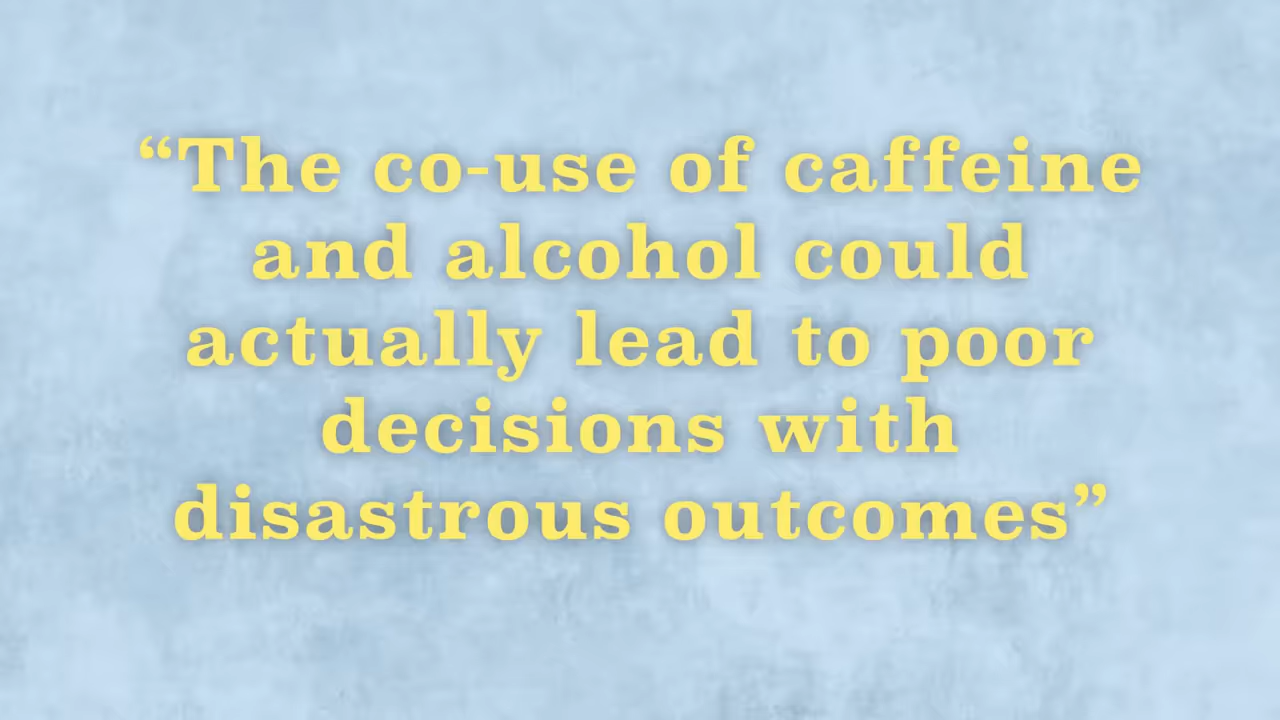 “The co-use of caffeine
and alcohol could
actually lead to poor
decisions with
disastrous outcomes”